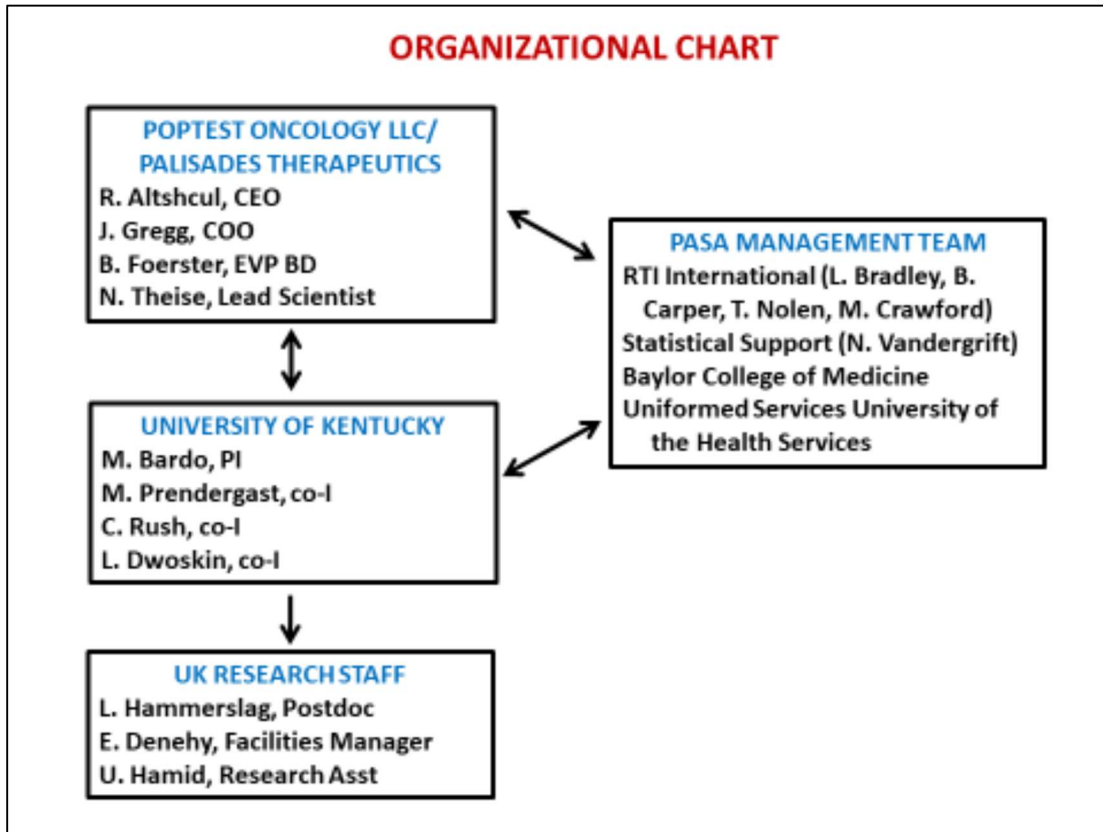 ORGANIZATIONAL CHART
POPTEST ONCOLOGY LLC/
PALISADES THERAPEUTICS
R. Altshcul, CEO
J. Gregg, COO
B. Foerster, EVP BD
N. Theise, Lead Scientist
PASA MANAGEMENT TEAM
RTI International (L. Bradley, B.
Carper, T. Nolen, M. Crawford)
Statistical Support (N. Vandergrift)
Baylor College of Medicine
Uniformed Services University of
the Health Services
UNIVERSITY OF KENTUCKY
M. Bardo, PI
M. Prendergast, co-I
C. Rush, co-I
L. Dwoskin, co-I
UK RESEARCH STAFF
L. Hammerslag, Postdoc
E. Denehy, Facilities Manager
U. Hamid, Research Asst